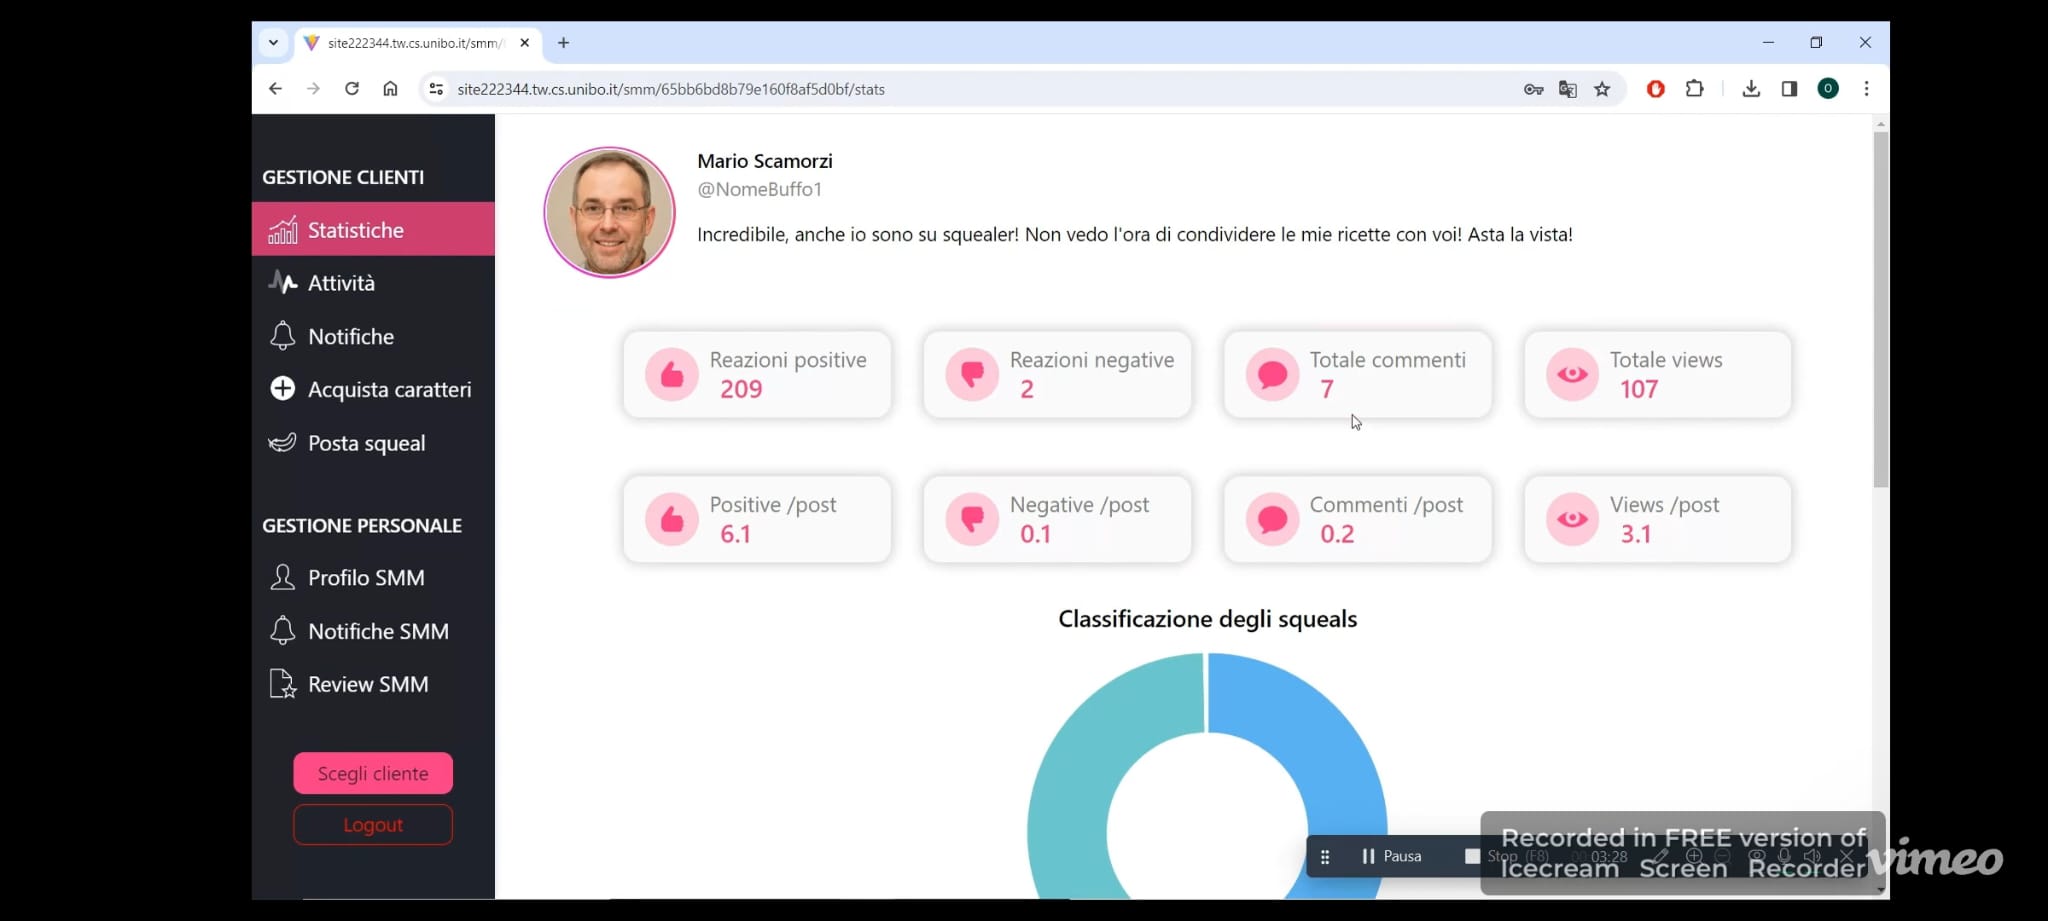 site222344.tw.cs.unibo.it/smm/
site222344.tw.cs.unibo.it/smm/65bb6bd8b79e160f8af5d0bf/stats
O
GESTIONE CLIENTI
Statistiche
Attività
Notifiche
Acquista caratteri
Posta squeal
GESTIONE PERSONALE
Profilo SMM
Notifiche SMM
Review SMM
Scegli cliente
Logout
Mario Scamorzi
@NomeBuffo1
Incredibile, anche io sono su squealer! Non vedo l'ora di condividere le mie ricette con voi! Asta la vista!
Reazioni positive
209
Reazioni negative
2
Totale commenti
7
Totale views
107
Positive /post
6.1
Negative /post
0.1
Commenti /post
0.2
Views /post
3.1
Classificazione degli squeals
Pausa
Stop (F8) 00:03:28
Recorded in FREE version of
Icecream Screen Recorder
vimeo